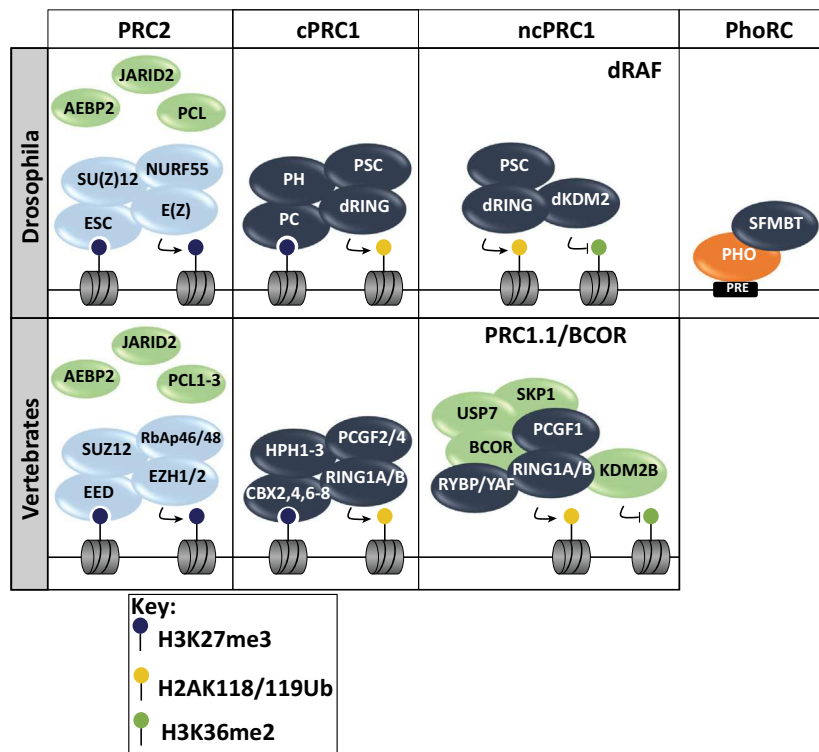 PRC2
cPRC1
ncPRC1
PhoRC
Drosophila
JARID2
AEBP2
PCL
SU(Z)12
NURF55
ESC
E(Z)
PH
PSC
PC
dRING
dRAF
PSC
dRING
dKDM2
SFMBT
PHO
PRE
Vertebrates
JARID2
AEBP2
PCL1-3
SUZ12
RbAp46/48
EED
EZH1/2
HPH1-3
PCGF2/4
CBX2,4,6-8
RING1A/B
PRC1.1/BCOR
SKP1
USP7
PCGF1
BCOR
RYBP/YAF
RING1A/B
KDM2B
Key:
H3K27me3
H2AK118/119Ub
H3K36me2